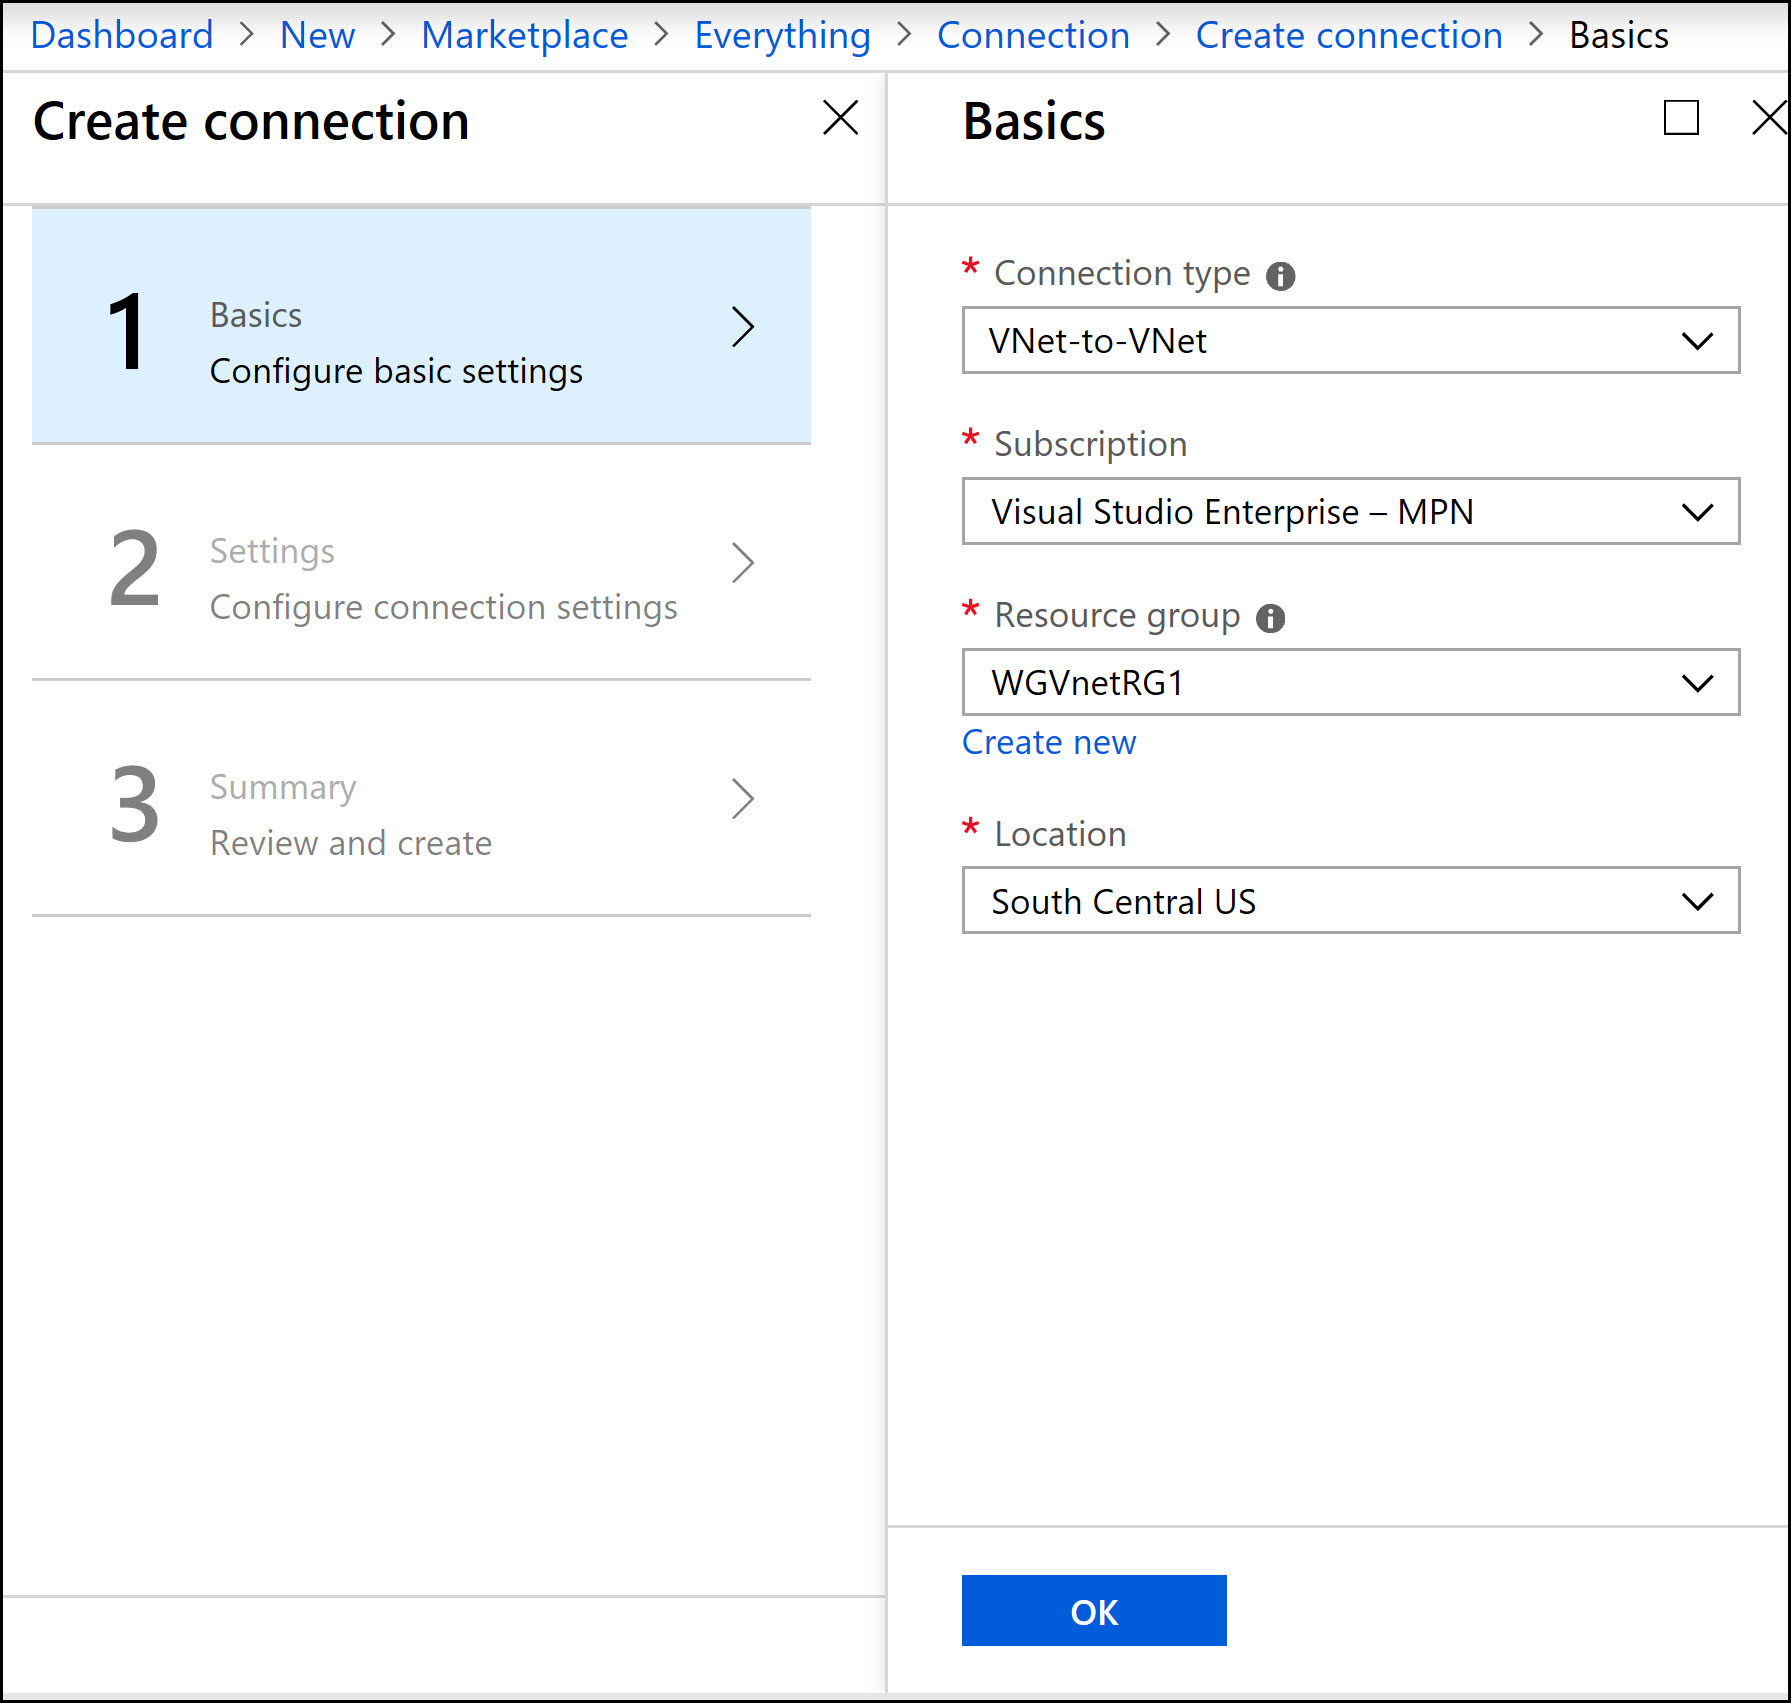 Dashboard > New > Marketplace > Everything > Connection > Create connection > Basics
Create connection
1
Basics
Configure basic settings
2
Settings
Configure connection settings
3
Summary
Review and create
Basics
* Connection type
VNet-to-VNet
* Subscription
Visual Studio Enterprise – MPN
* Resource group
WGVnetRG1
Create new
* Location
South Central US
OK